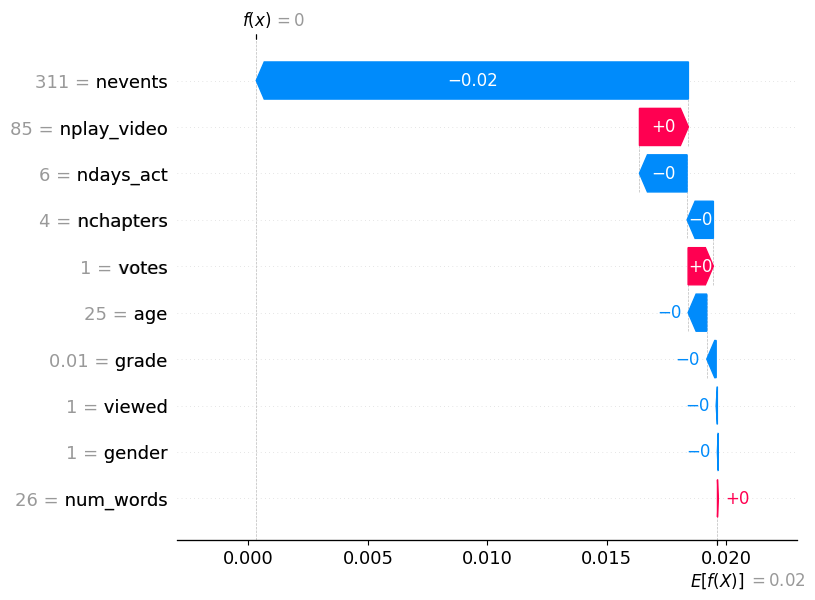 f(x) = 0
311 = nevents
−0.02
85 = nplay_video
+0
6 = ndays_act
−0
4 = nchapters
−0
1 = votes
+0
25 = age
−0
0.01 = grade
−0
1 = viewed
−0
1 = gender
−0
26 = num_words
+0
0.000 0.005 0.010 0.015 0.020
E[f(X)] = 0.02